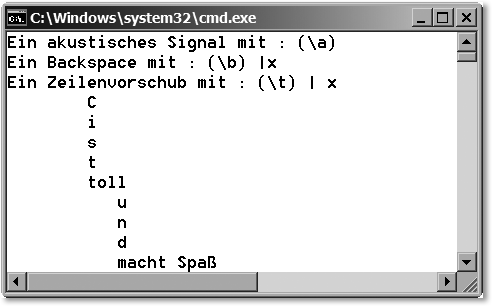 C:\Windows\system32\cmd.exe
Ein akustisches Signal mit : (\a)
Ein Backspace mit : (\b) |x
Ein Zeilenvorschub mit : (\t) | x
C
i
s
t
toll
u
n
d
macht Spaß